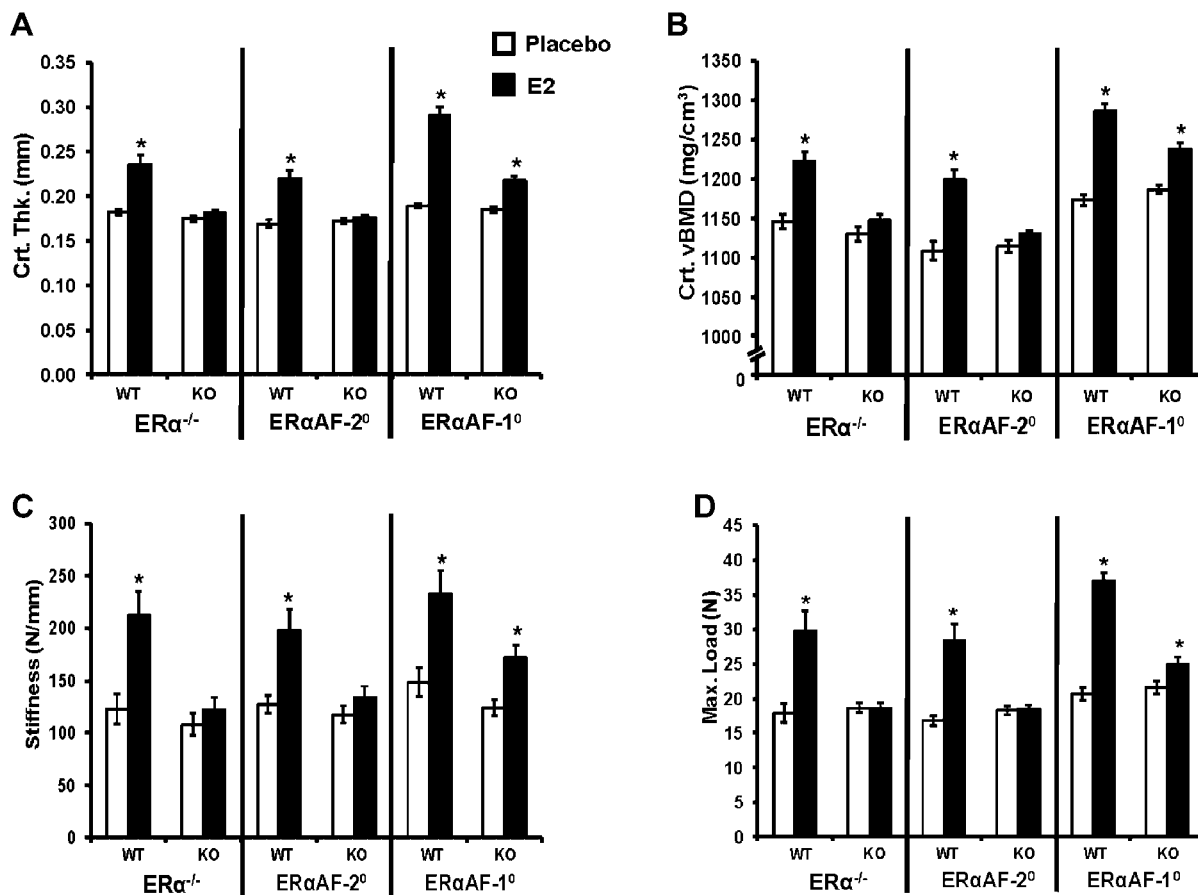 A
Placebo
E2
Crt. Thk. (mm)
0.35
0.30
0.25
0.20
0.15
0.10
0.05
0.00
* * * *
WT KO WT KO WT KO
ERα⁻/⁻ ERαAF-2⁰ ERαAF-1⁰
B
Crt. vBMD (mg/cm³)
1350
1300
1250
1200
1150
1100
1050
1000
0
* * * *
WT KO WT KO WT KO
ERα⁻/⁻ ERαAF-2⁰ ERαAF-1⁰
C
Stiffness (N/mm)
300
250
200
150
100
50
0
* * * *
WT KO WT KO WT KO
ERα⁻/⁻ ERαAF-2⁰ ERαAF-1⁰
D
Max. Load (N)
45
40
35
30
25
20
15
10
5
0
* * * *
WT KO WT KO WT KO
ERα⁻/⁻ ERαAF-2⁰ ERαAF-1⁰